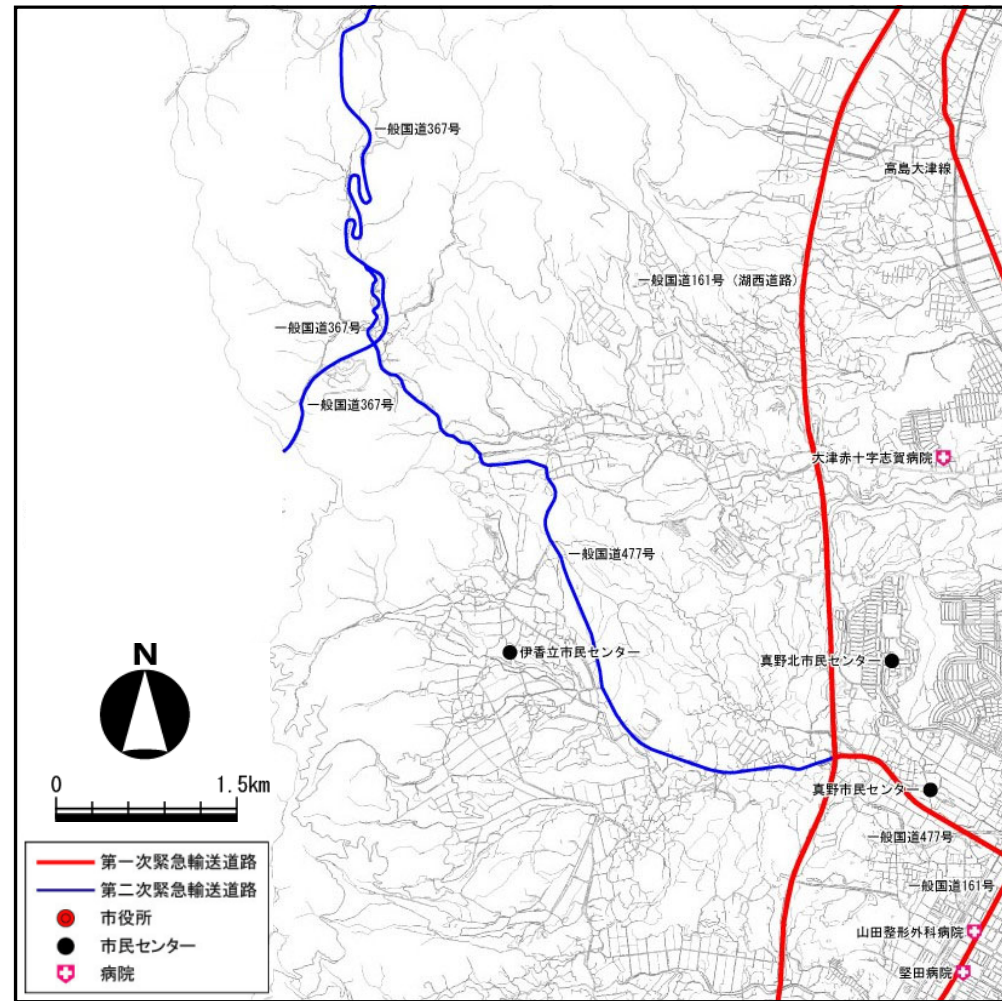 一般国道367号
高島大津線
一般国道161号（湖西道路）
一般国道367号
一般国道367号
大津赤十字志賀病院
一般国道477号
伊香立市民センター
真野北市民センター
N
0 1.5km
真野市民センター
一般国道477号
一般国道161号
山田整形外科病院
堅田病院
第一次緊急輸送道路
第二次緊急輸送道路
市役所
市民センター
病院